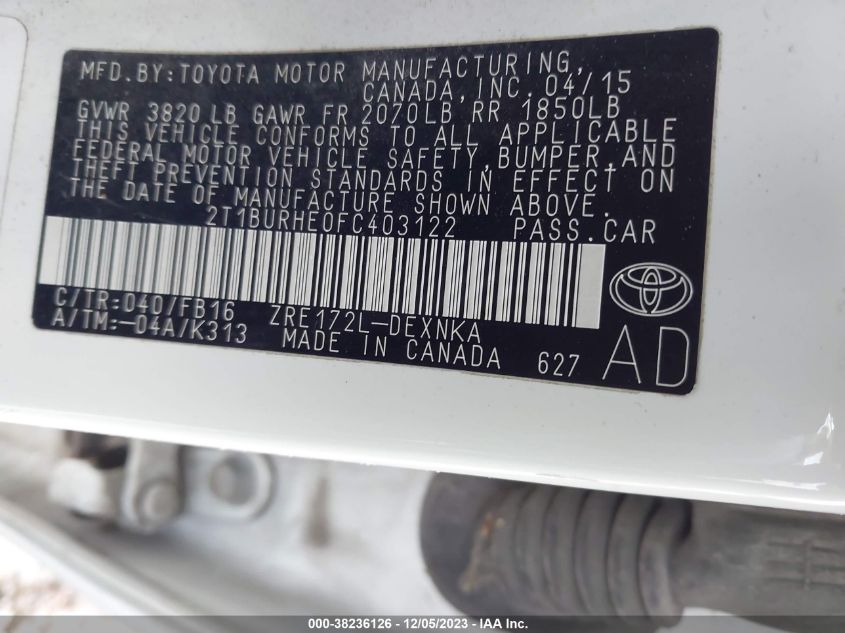 MFD. BY: TOYOTA MOTOR MANUFACTURING,
CANADA, INC. 04/15
GVWR 3820 LB GAWR FR 2070LB RR 1850LB
THIS VEHICLE CONFORMS TO ALL APPLICABLE
FEDERAL MOTOR VEHICLE SAFETY, BUMPER, AND
THEFT PREVENTION STANDARDS IN EFFECT ON
THE DATE OF MANUFACTURE SHOWN ABOVE.
2T1BURHE0FC403122 PASS. CAR
C/TR: 040/FB16 ZRE172L-DEXNKA
A/TM: -04A/K313 MADE IN CANADA 627 AD
000-38236126 - 12/05/2023 - IAA Inc.